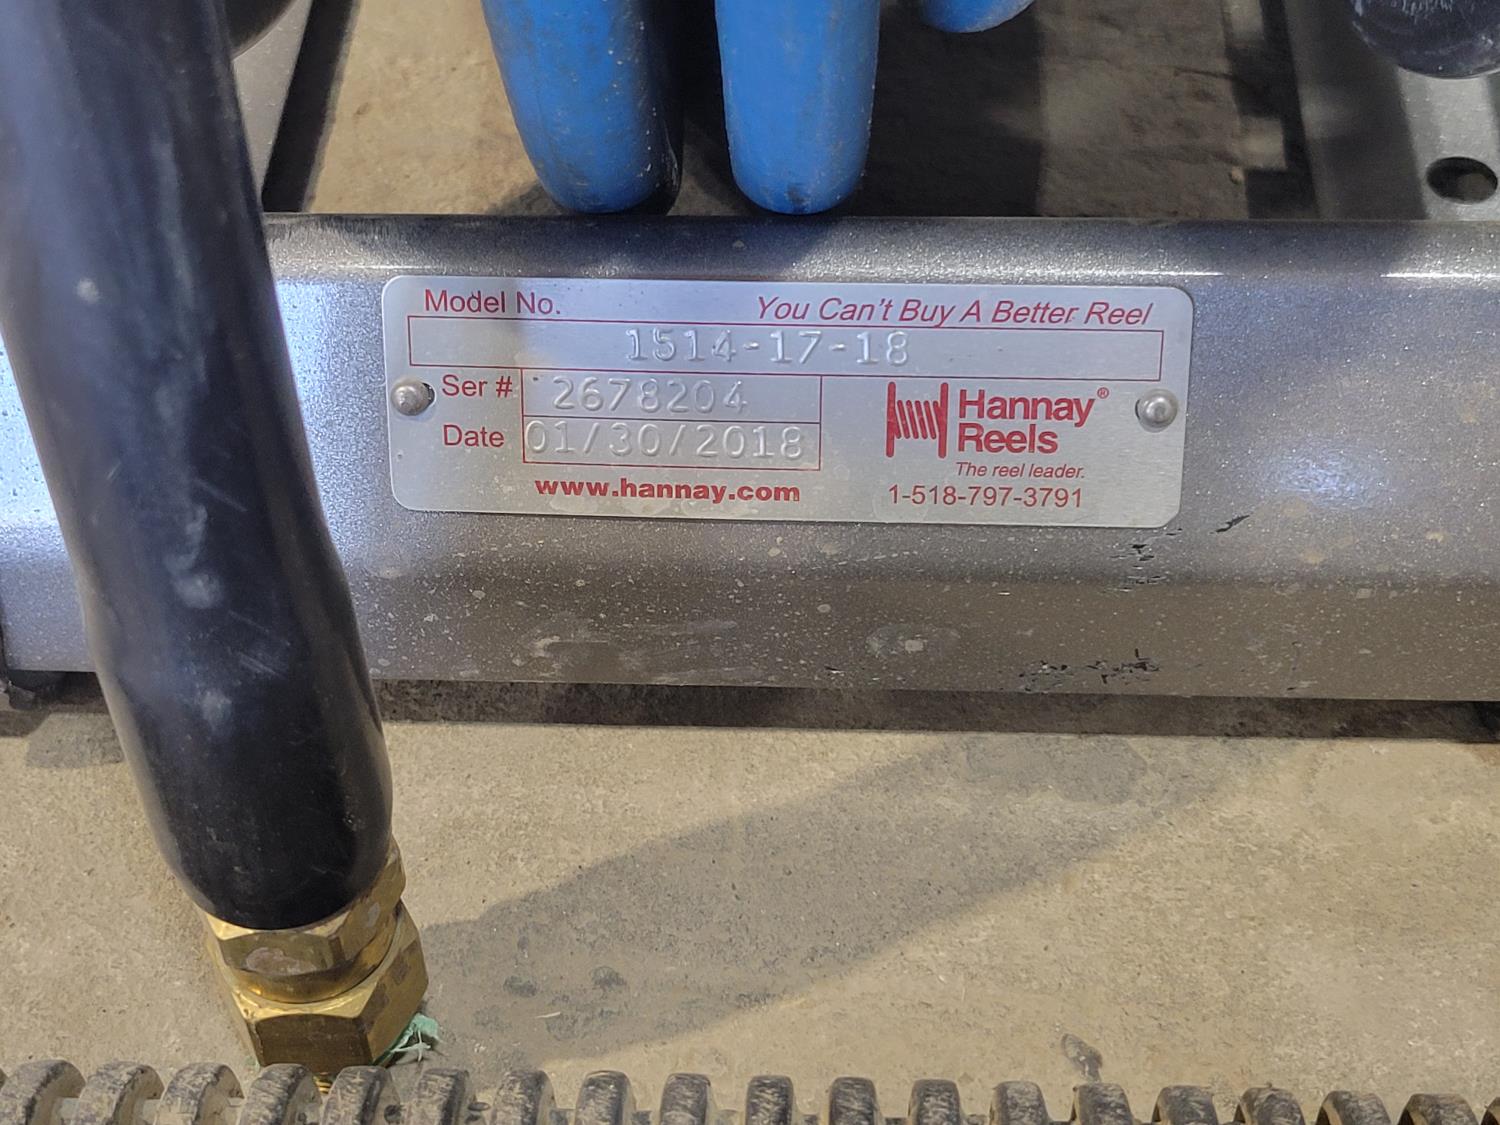 Model No. You Can't Buy A Better Reel
1514-17-18
Ser # 2678204
Date 01/30/2018
Hannay®
Reels
The reel leader.
www.hannay.com 1-518-797-3791